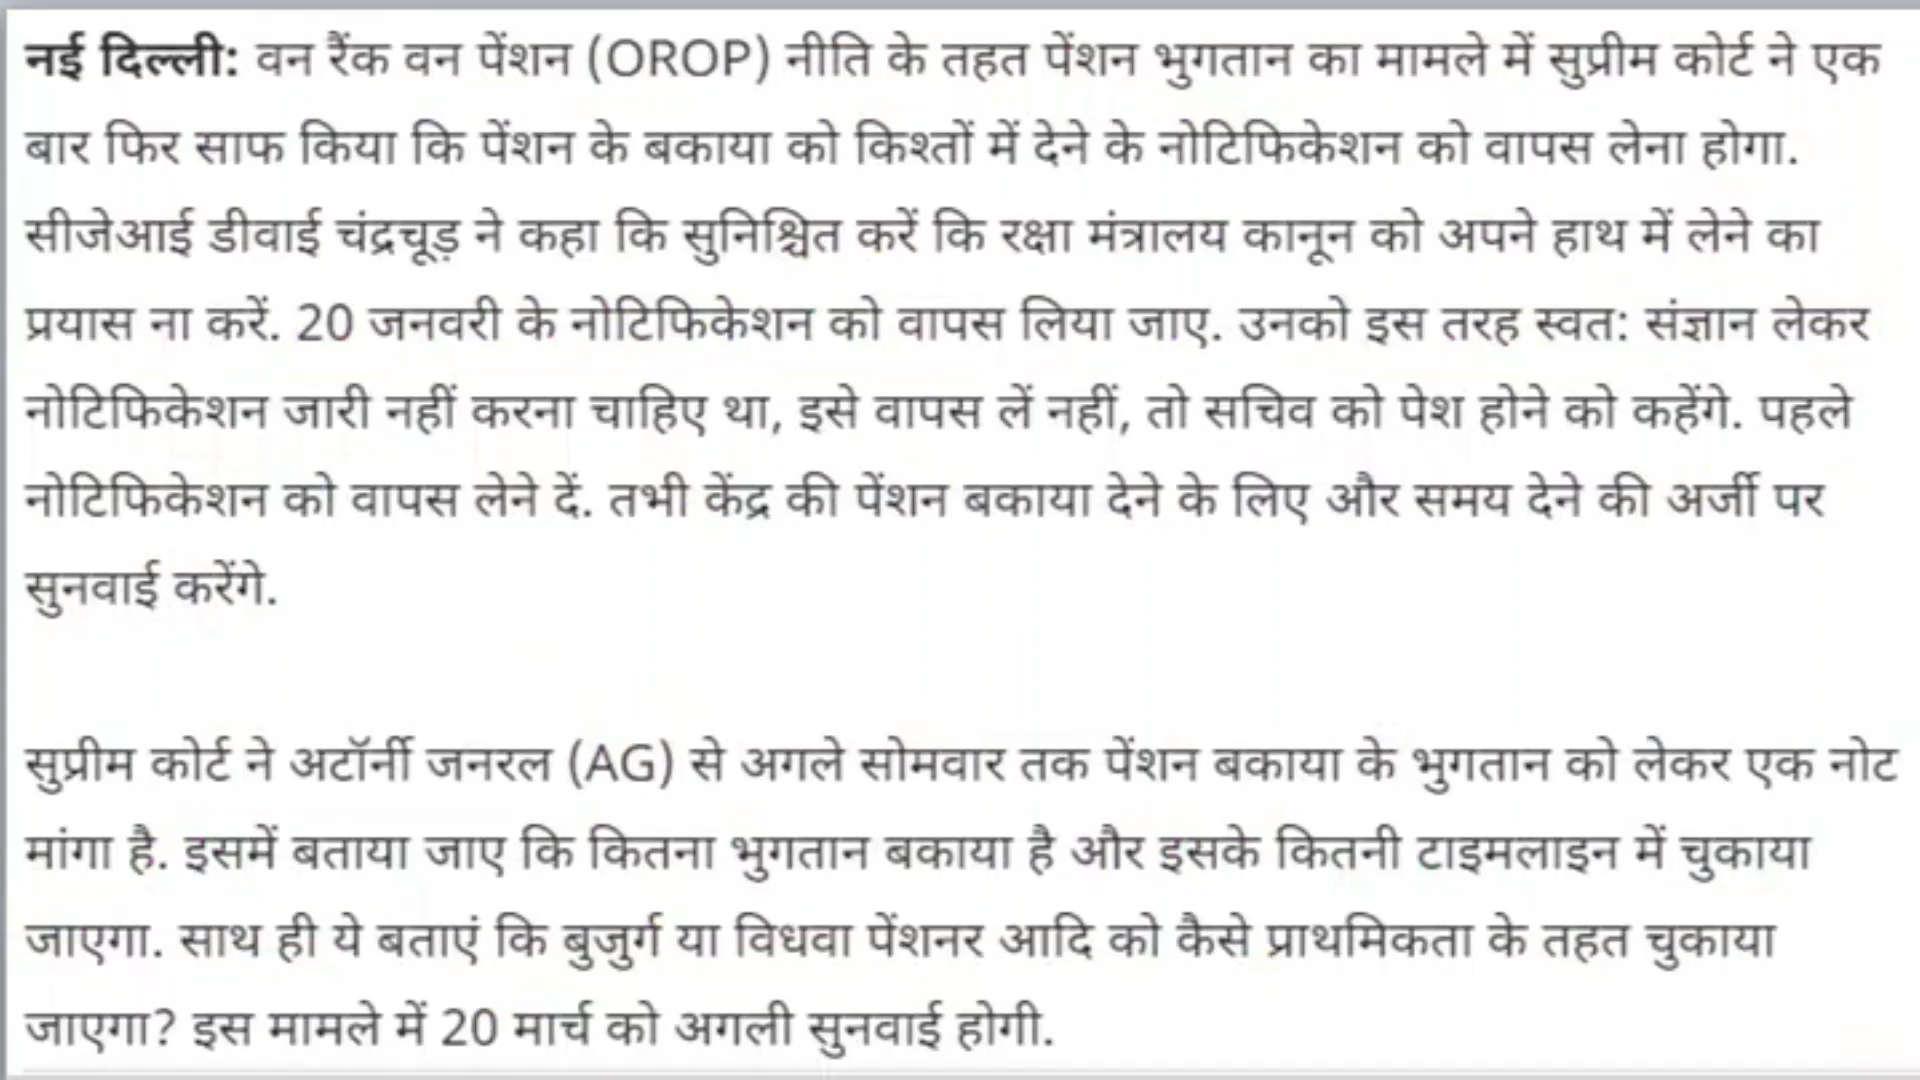 नई दिल्ली: वन रैंक वन पेंशन (OROP) नीति के तहत पेंशन भुगतान का मामले में सुप्रीम कोर्ट ने एक
बार फिर साफ किया कि पेंशन के बकाया को किश्तों में देने के नोटिफिकेशन को वापस लेना होगा.
सीजेआई डीवाई चंद्रचूड़ ने कहा कि सुनिश्चित करें कि रक्षा मंत्रालय कानून को अपने हाथ में लेने का
प्रयास ना करें. 20 जनवरी के नोटिफिकेशन को वापस लिया जाए. उनको इस तरह स्वत: संज्ञान लेकर
नोटिफिकेशन जारी नहीं करना चाहिए था, इसे वापस लें नहीं, तो सचिव को पेश होने को कहेंगे. पहले
नोटिफिकेशन को वापस लेने दें. तभी केंद्र की पेंशन बकाया देने के लिए और समय देने की अर्जी पर
सुनवाई करेंगे.
सुप्रीम कोर्ट ने अटॉर्नी जनरल (AG) से अगले सोमवार तक पेंशन बकाया के भुगतान को लेकर एक नोट
मांगा है. इसमें बताया जाए कि कितना भुगतान बकाया है और इसके कितनी टाइमलाइन में चुकाया
जाएगा. साथ ही ये बताएं कि बुजुर्ग या विधवा पेंशनर आदि को कैसे प्राथमिकता के तहत चुकाया
जाएगा? इस मामले में 20 मार्च को अगली सुनवाई होगी.